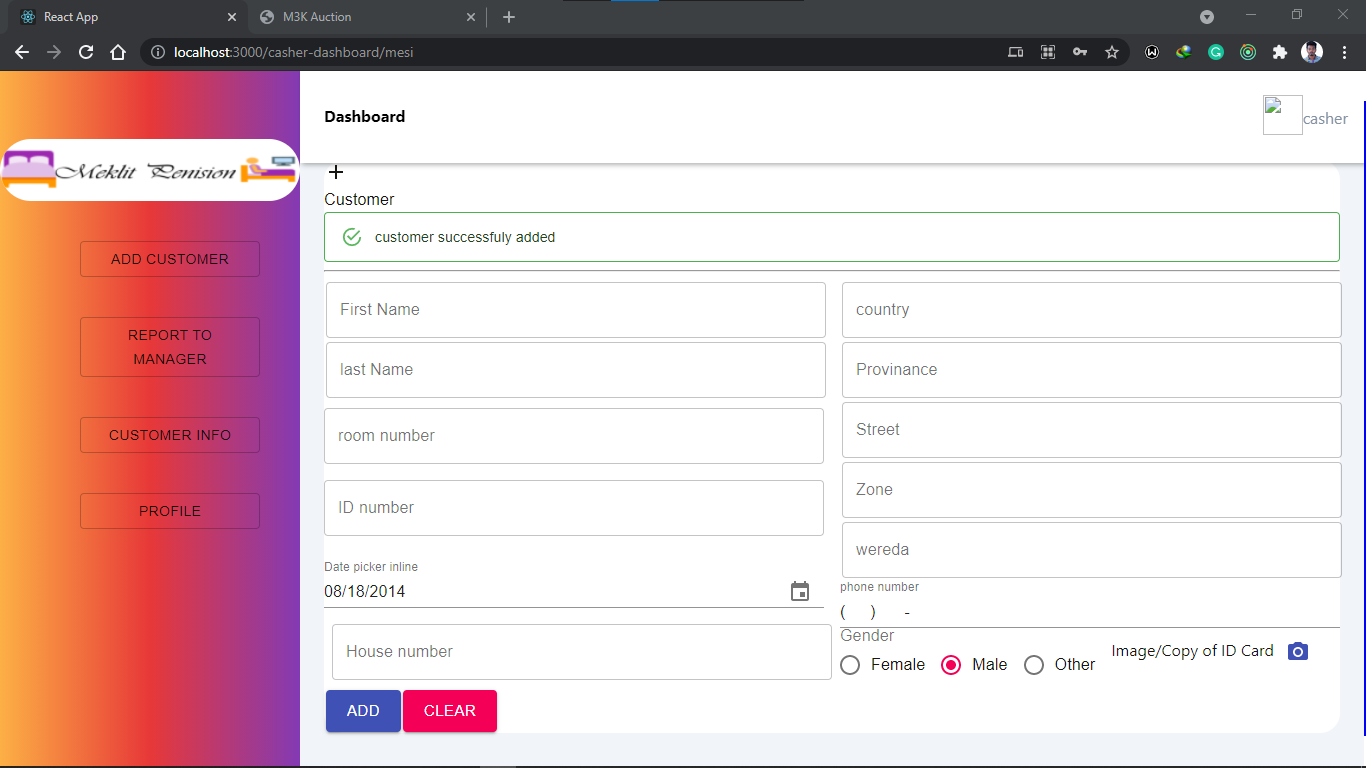 React App
M3K Auction
localhost:3000/casher-dashboard/mesi
Meklit Penision
Dashboard
casher
ADD CUSTOMER
REPORT TO
MANAGER
CUSTOMER INFO
PROFILE
Customer
customer successfuly added
First Name
last Name
room number
ID number
Date picker inline
08/18/2014
House number
ADD
CLEAR
country
Provinance
Street
Zone
wereda
phone number
(   )   -
Gender
Female
Male
Other
Image/Copy of ID Card